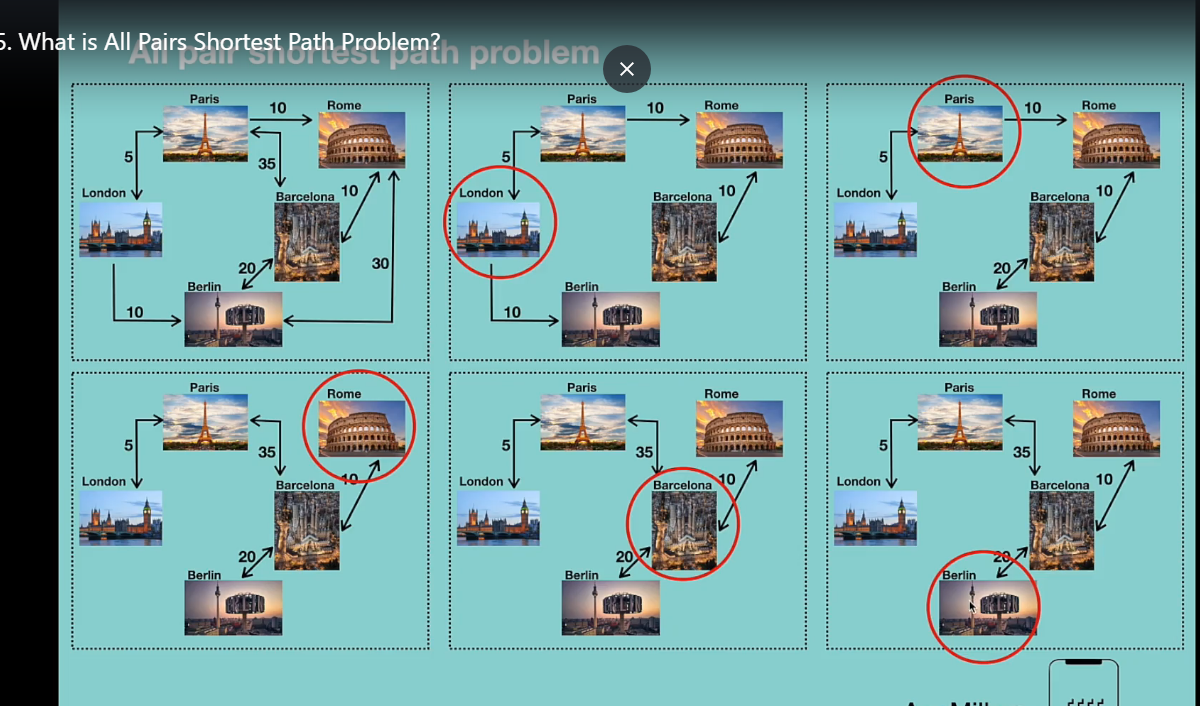 5. What is All Pairs Shortest Path Problem?
All pair shortest path problem
Paris
10
Rome
5
35
London
Barcelona
10
20
30
Berlin
10
Paris
10
Rome
5
London
Barcelona
10
Berlin
10
Paris
10
Rome
5
London
Barcelona
10
20
Berlin
Paris
Rome
5
35
London
Barcelona
10
20
Berlin
Paris
Rome
5
35
London
Barcelona
10
20
Berlin
Paris
Rome
5
35
London
Barcelona
10
20
Berlin